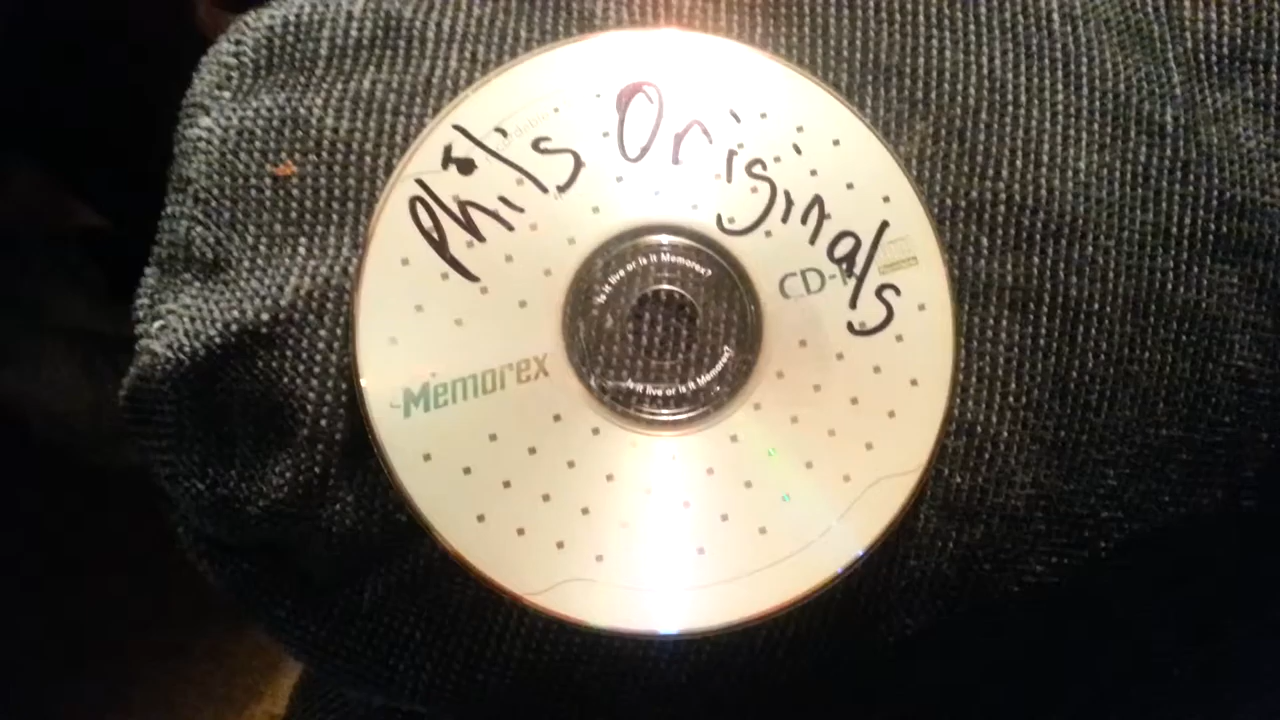 Phil's Originals
CD-R
Memorex
Is it live or is it Memorex?
Is it live or is it Memorex?